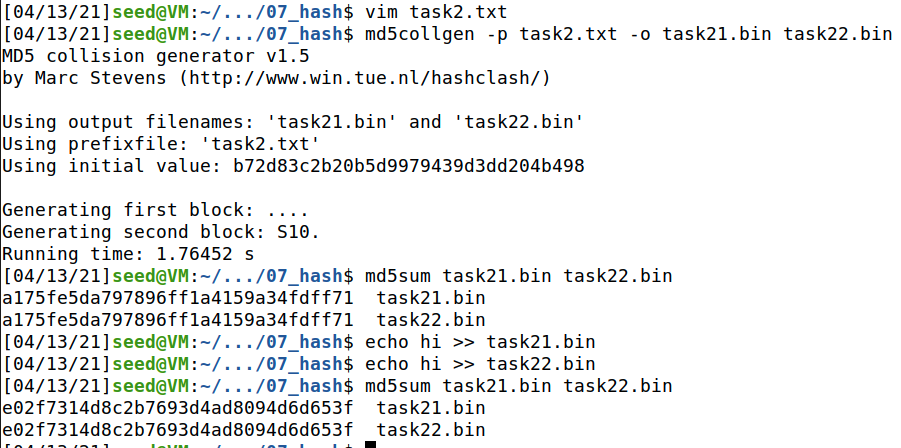 [04/13/21]seed@VM:~/.../07_hash$ vim task2.txt
[04/13/21]seed@VM:~/.../07_hash$ md5collgen -p task2.txt -o task21.bin task22.bin
MD5 collision generator v1.5
by Marc Stevens (http://www.win.tue.nl/hashclash/)

Using output filenames: 'task21.bin' and 'task22.bin'
Using prefixfile: 'task2.txt'
Using initial value: b72d83c2b20b5d9979439d3dd204b498

Generating first block: ....
Generating second block: S10.
Running time: 1.76452 s
[04/13/21]seed@VM:~/.../07_hash$ md5sum task21.bin task22.bin
a175fe5da797896ff1a4159a34fdff71  task21.bin
a175fe5da797896ff1a4159a34fdff71  task22.bin
[04/13/21]seed@VM:~/.../07_hash$ echo hi >> task21.bin
[04/13/21]seed@VM:~/.../07_hash$ echo hi >> task22.bin
[04/13/21]seed@VM:~/.../07_hash$ md5sum task21.bin task22.bin
e02f7314d8c2b7693d4ad8094d6d653f  task21.bin
e02f7314d8c2b7693d4ad8094d6d653f  task22.bin
[04/13/21]seed@VM:~/.../07_hash$